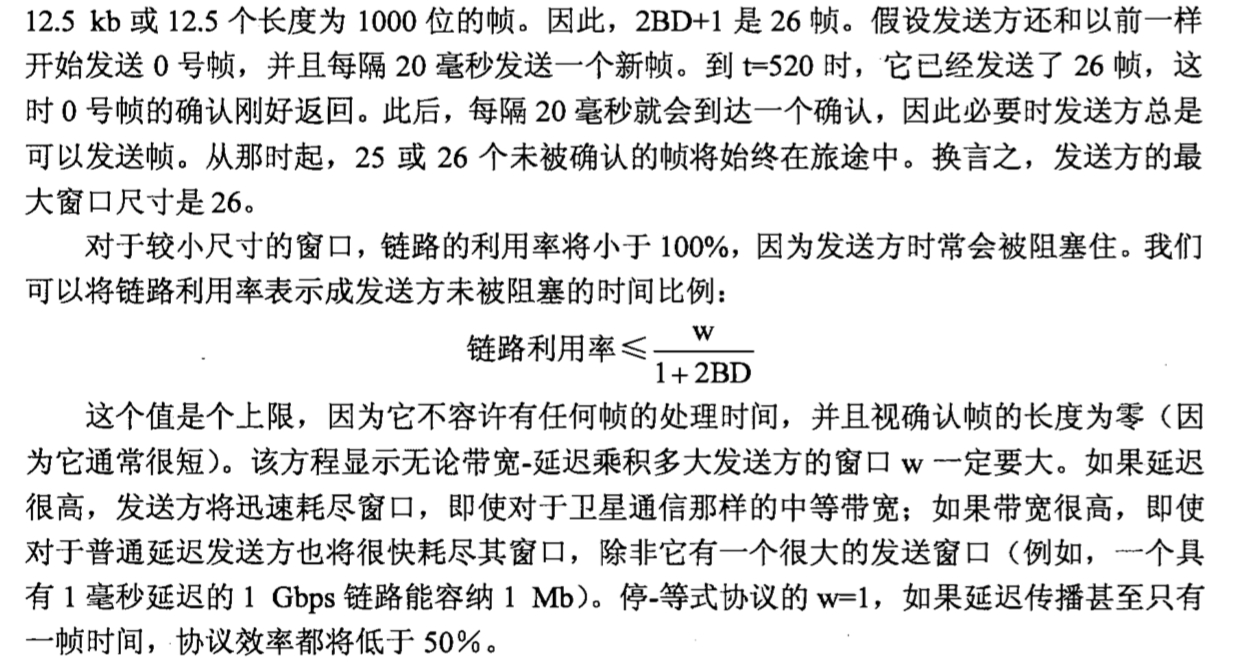 12.5 kb 或 12.5 个长度为 1000 位的帧。因此，2BD+1 是 26 帧。假设发送方还和以前一样
开始发送 0 号帧，并且每隔 20 毫秒发送一个新帧。到 t=520 时，它已经发送了 26 帧，这
时 0 号帧的确认刚好返回。此后，每隔 20 毫秒就会到达一个确认，因此必要时发送方总是
可以发送帧。从那时起，25 或 26 个未被确认的帧将始终在旅途中。换言之，发送方的最
大窗口尺寸是 26。
对于较小尺寸的窗口，链路的利用率将小于 100%，因为发送方时常会被阻塞住。我们
可以将链路利用率表示成发送方未被阻塞的时间比例：
链路利用率≤ w
1+2BD
这个值是个上限，因为它不容许有任何帧的处理时间，并且视确认帧的长度为零（因
为它通常很短）。该方程显示无论带宽-延迟乘积多大发送方的窗口 w 一定要大。如果延迟
很高，发送方将迅速耗尽窗口，即使对于卫星通信那样的中等带宽；如果带宽很高，即使
对于普通延迟发送方也将很快耗尽其窗口，除非它有一个很大的发送窗口（例如，一个具
有 1 毫秒延迟的 1 Gbps 链路能容纳 1 Mb）。停-等式协议的 w=1，如果延迟传播甚至只有
一帧时间，协议效率都将低于 50%。